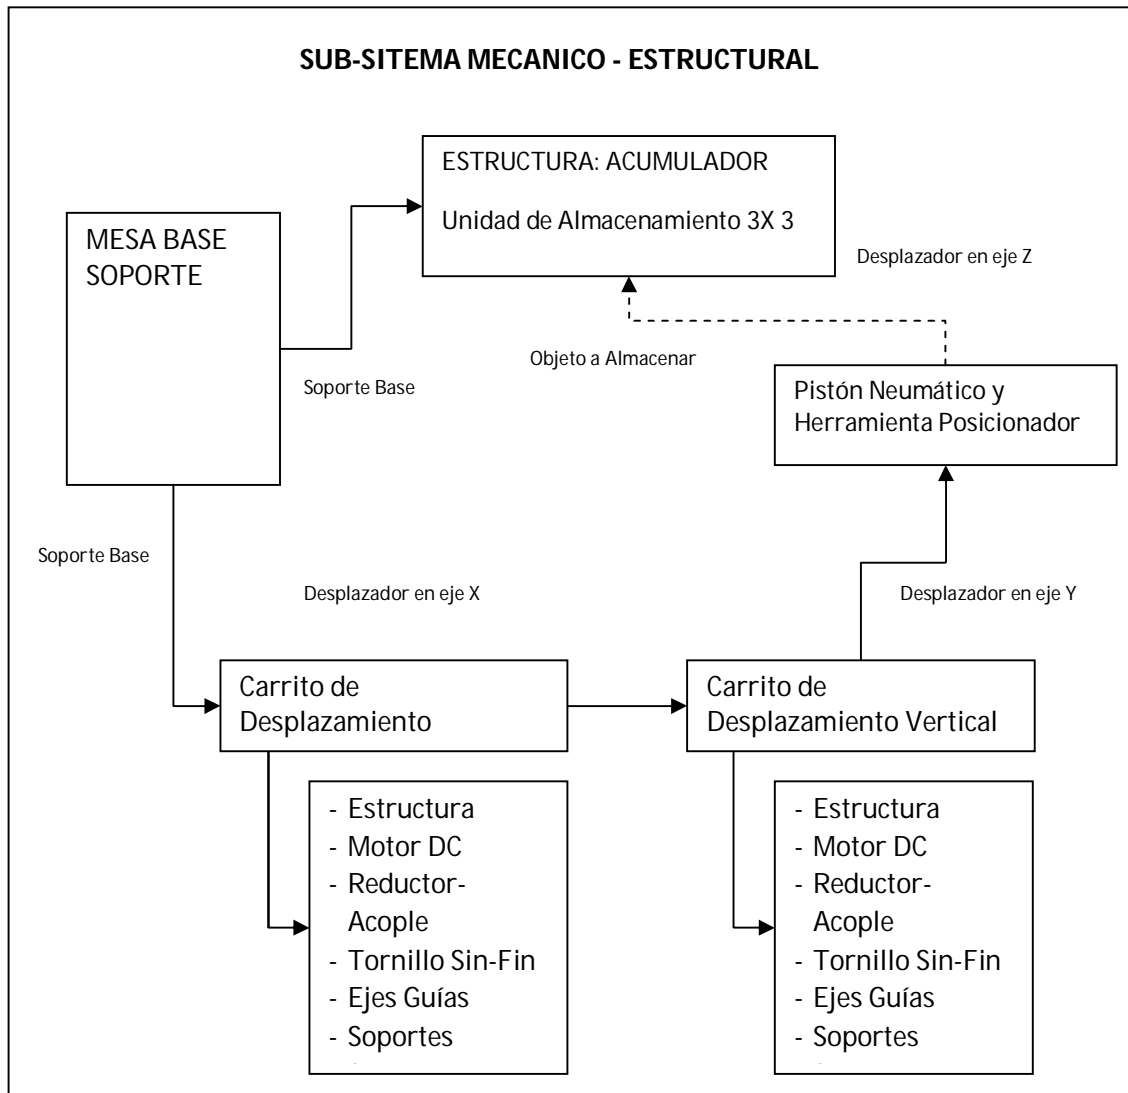 SUB-SITEMA MECANICO - ESTRUCTURAL
ESTRUCTURA: ACUMULADOR
Unidad de Almacenamiento 3X 3
MESA BASE
SOPORTE
Desplazador en eje Z
Objeto a Almacenar
Soporte Base
Pistón Neumático y
Herramienta Posicionador
Soporte Base
Desplazador en eje X
Desplazador en eje Y
Carrito de
Desplazamiento
Carrito de
Desplazamiento Vertical
- Estructura
- Motor DC
- Reductor-
Acople
- Tornillo Sin-Fin
- Ejes Guías
- Soportes
- Estructura
- Motor DC
- Reductor-
Acople
- Tornillo Sin-Fin
- Ejes Guías
- Soportes